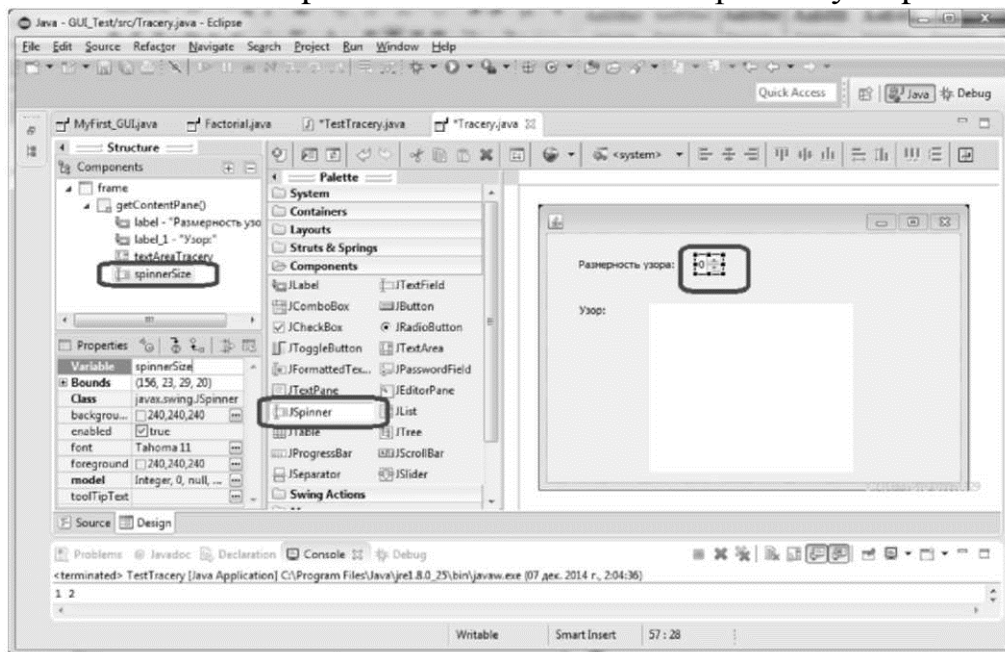 Java - GUI_Test/src/Tracery.java - Eclipse
File Edit Source Refactor Navigate Search Project Run Window Help
Quick Access Java Debug
MyFirst_GUI.java Factorial.java *TestTracery.java *Tracery.java
Structure
Components
frame
getContentPane()
label - "Размерность узо
label_1 - "Узор:"
textAreaTracery
spinnerSize
Properties
Variable spinnerSize
Bounds (156, 23, 29, 20)
Class javax.swing.JSpinner
backgrou... 240,240,240
enabled true
font Tahoma 11
foreground 240,240,240
model Integer, 0, null, ...
toolTipText
Palette
System
Containers
Layouts
Struts & Springs
Components
JLabel JTextField
JComboBox JButton
JCheckBox JRadioButton
JToggleButton JTextArea
JFormattedTex... JPasswordField
JTextPane JEditorPane
JSpinner JList
JTable JTree
JProgressBar JScrollBar
JSeparator JSlider
Swing Actions
<system>
Размерность узора: 0
Узор:
Source Design
Problems Javadoc Declaration Console Debug
<terminated> TestTracery [Java Application] C:\Program Files\Java\jre1.8.0_25\bin\javaw.exe (07 дек. 2014 г., 2:04:36)
1 2
Writable Smart Insert 57 : 28